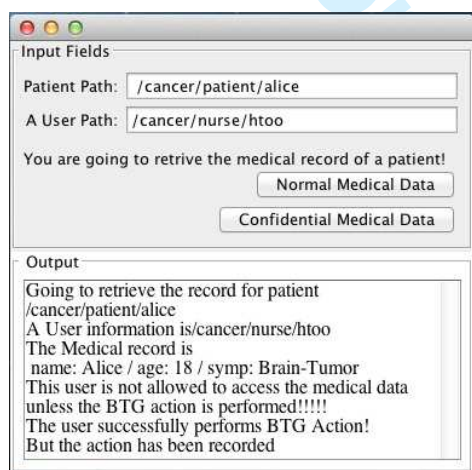 Input Fields
Patient Path: /cancer/patient/alice
A User Path: /cancer/nurse/htoo
You are going to retrive the medical record of a patient!
Normal Medical Data
Confidential Medical Data
Output
Going to retrieve the record for patient
/cancer/patient/alice
A User information is/cancer/nurse/htoo
The Medical record is
name: Alice / age: 18 / symp: Brain-Tumor
This user is not allowed to access the medical data
unless the BTG action is performed!!!!!
The user successfully performs BTG Action!
But the action has been recorded